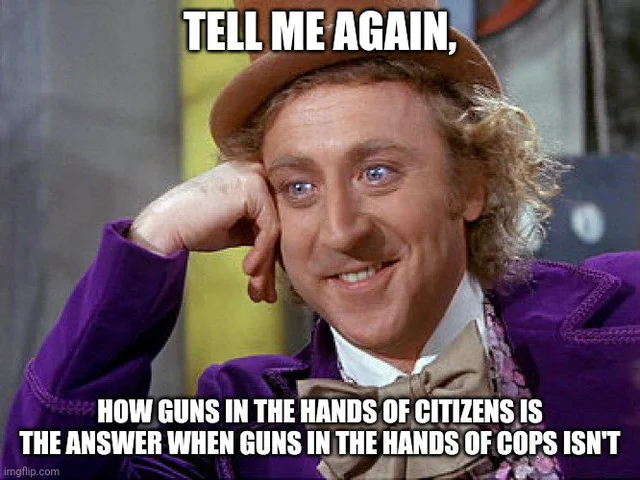 TELL ME AGAIN,
HOW GUNS IN THE HANDS OF CITIZENS IS
THE ANSWER WHEN GUNS IN THE HANDS OF COPS ISN'T
imgflip.com